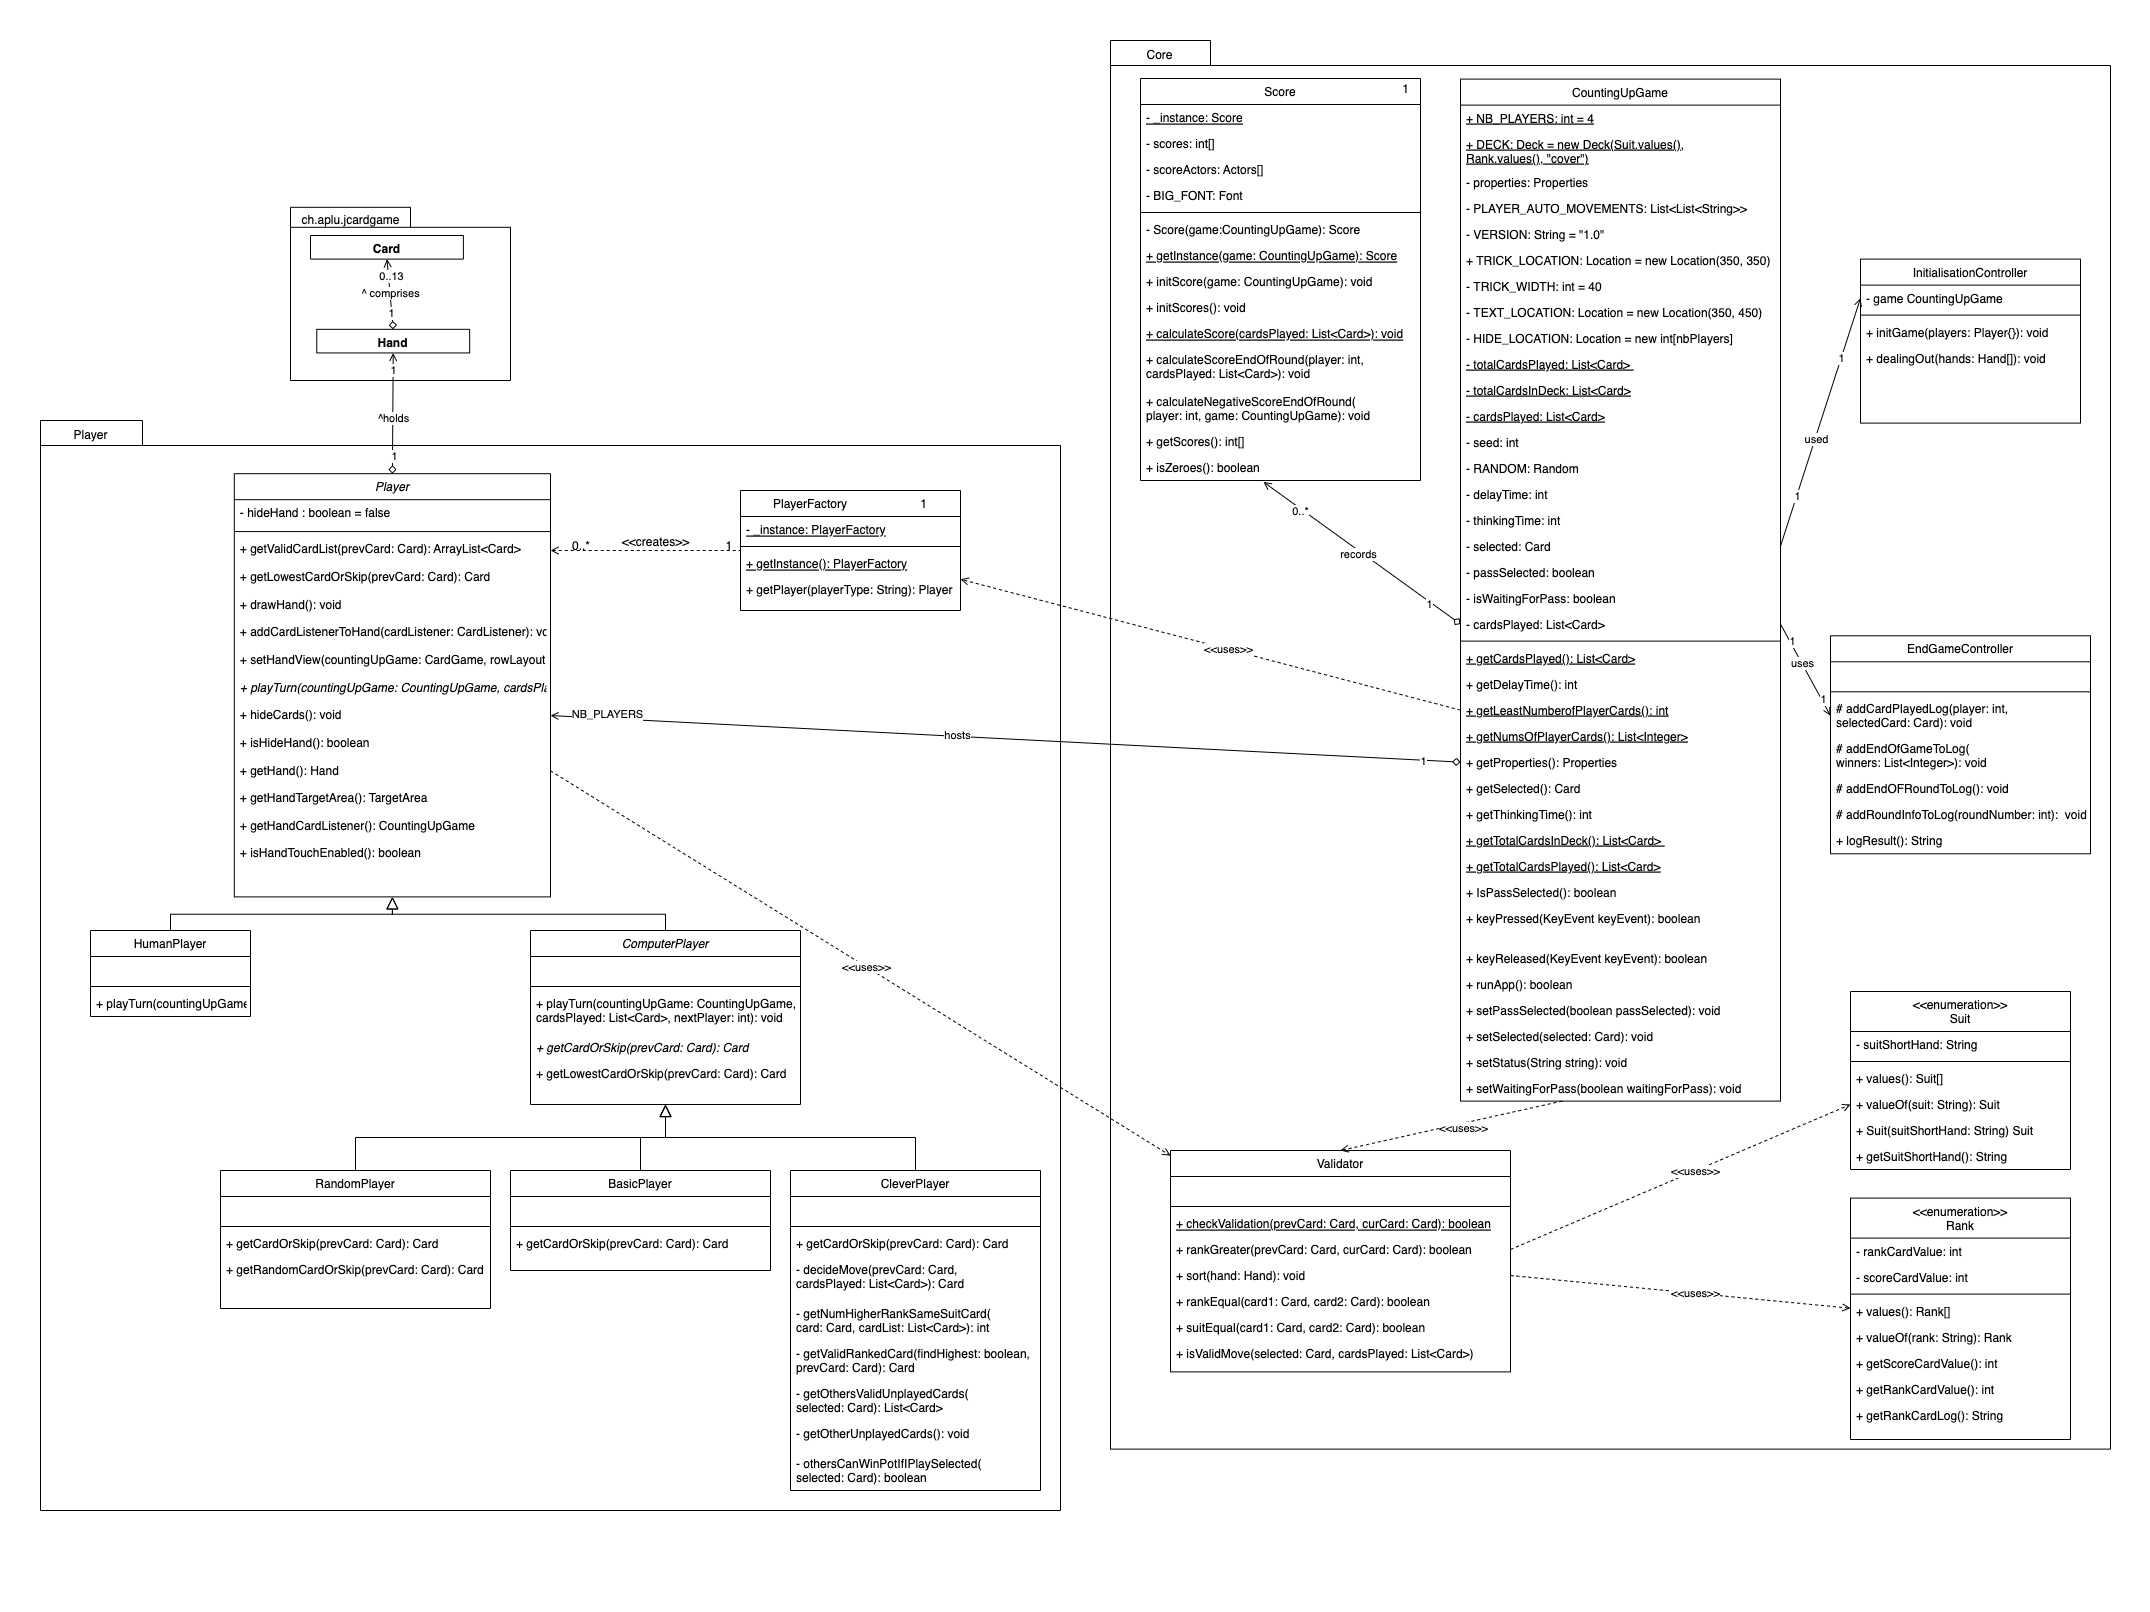 ch.aplu.jcardgame
Card
0..13
^ comprises
1
Hand
1
^holds
1
Player
Player
- hideHand : boolean = false
+ getValidCardList(prevCard: Card): ArrayList<Card>
+ getLowestCardOrSkip(prevCard: Card): Card
+ drawHand(): void
+ addCardListenerToHand(cardListener: CardListener): vo
+ setHandView(countingUpGame: CardGame, rowLayout
+ playTurn(countingUpGame: CountingUpGame, cardsPla
+ hideCards(): void
+ isHideHand(): boolean
+ getHand(): Hand
+ getHandTargetArea(): TargetArea
+ getHandCardListener(): CountingUpGame
+ isHandTouchEnabled(): boolean
0..*
<<creates>>
1
PlayerFactory
1
- _instance: PlayerFactory
+ getInstance(): PlayerFactory
+ getPlayer(playerType: String): Player
<<uses>>
NB_PLAYERS
hosts
1
<<uses>>
HumanPlayer
+ playTurn(countingUpGame
ComputerPlayer
+ playTurn(countingUpGame: CountingUpGame,
cardsPlayed: List<Card>, nextPlayer: int): void
+ getCardOrSkip(prevCard: Card): Card
+ getLowestCardOrSkip(prevCard: Card): Card
RandomPlayer
+ getCardOrSkip(prevCard: Card): Card
+ getRandomCardOrSkip(prevCard: Card): Card
BasicPlayer
+ getCardOrSkip(prevCard: Card): Card
CleverPlayer
+ getCardOrSkip(prevCard: Card): Card
- decideMove(prevCard: Card,
cardsPlayed: List<Card>): Card
- getNumHigherRankSameSuitCard(
card: Card, cardList: List<Card>): int
- getValidRankedCard(findHighest: boolean,
prevCard: Card): Card
- getOthersValidUnplayedCards(
selected: Card): List<Card>
- getOtherUnplayedCards(): void
- othersCanWinPotIfIPlaySelected(
selected: Card): boolean
Core
Score
1
- _instance: Score
- scores: int[]
- scoreActors: Actors[]
- BIG_FONT: Font
- Score(game:CountingUpGame): Score
+ getInstance(game: CountingUpGame): Score
+ initScore(game: CountingUpGame): void
+ initScores(): void
+ calculateScore(cardsPlayed: List<Card>): void
+ calculateScoreEndOfRound(player: int,
cardsPlayed: List<Card>): void
+ calculateNegativeScoreEndOfRound(
player: int, game: CountingUpGame): void
+ getScores(): int[]
+ isZeroes(): boolean
0..*
records
1
CountingUpGame
+ NB_PLAYERS: int = 4
+ DECK: Deck = new Deck(Suit.values(),
Rank.values(), "cover")
- properties: Properties
- PLAYER_AUTO_MOVEMENTS: List<List<String>>
- VERSION: String = "1.0"
+ TRICK_LOCATION: Location = new Location(350, 350)
- TRICK_WIDTH: int = 40
- TEXT_LOCATION: Location = new Location(350, 450)
- HIDE_LOCATION: Location = new int[nbPlayers]
- totalCardsPlayed: List<Card>
- totalCardsInDeck: List<Card>
- cardsPlayed: List<Card>
- seed: int
- RANDOM: Random
- delayTime: int
- thinkingTime: int
- selected: Card
- passSelected: boolean
- isWaitingForPass: boolean
- cardsPlayed: List<Card>
+ getCardsPlayed(): List<Card>
+ getDelayTime(): int
+ getLeastNumberofPlayerCards(): int
+ getNumsOfPlayerCards(): List<Integer>
+ getProperties(): Properties
+ getSelected(): Card
+ getThinkingTime(): int
+ getTotalCardsInDeck(): List<Card>
+ getTotalCardsPlayed(): List<Card>
+ IsPassSelected(): boolean
+ keyPressed(KeyEvent keyEvent): boolean
+ keyReleased(KeyEvent keyEvent): boolean
+ runApp(): boolean
+ setPassSelected(boolean passSelected): void
+ setSelected(selected: Card): void
+ setStatus(String string): void
+ setWaitingForPass(boolean waitingForPass): void
1
used
1
InitialisationController
- game CountingUpGame
+ initGame(players: Player{}): void
+ dealingOut(hands: Hand[]): void
1
uses
1
EndGameController
# addCardPlayedLog(player: int,
selectedCard: Card): void
# addEndOfGameToLog(
winners: List<Integer>): void
# addEndOFRoundToLog(): void
# addRoundInfoToLog(roundNumber: int): void
+ logResult(): String
<<uses>>
Validator
+ checkValidation(prevCard: Card, curCard: Card): boolean
+ rankGreater(prevCard: Card, curCard: Card): boolean
+ sort(hand: Hand): void
+ rankEqual(card1: Card, card2: Card): boolean
+ suitEqual(card1: Card, card2: Card): boolean
+ isValidMove(selected: Card, cardsPlayed: List<Card>)
<<uses>>
<<uses>>
<<enumeration>>
Suit
- suitShortHand: String
+ values(): Suit[]
+ valueOf(suit: String): Suit
+ Suit(suitShortHand: String) Suit
+ getSuitShortHand(): String
<<enumeration>>
Rank
- rankCardValue: int
- scoreCardValue: int
+ values(): Rank[]
+ valueOf(rank: String): Rank
+ getScoreCardValue(): int
+ getRankCardValue(): int
+ getRankCardLog(): String